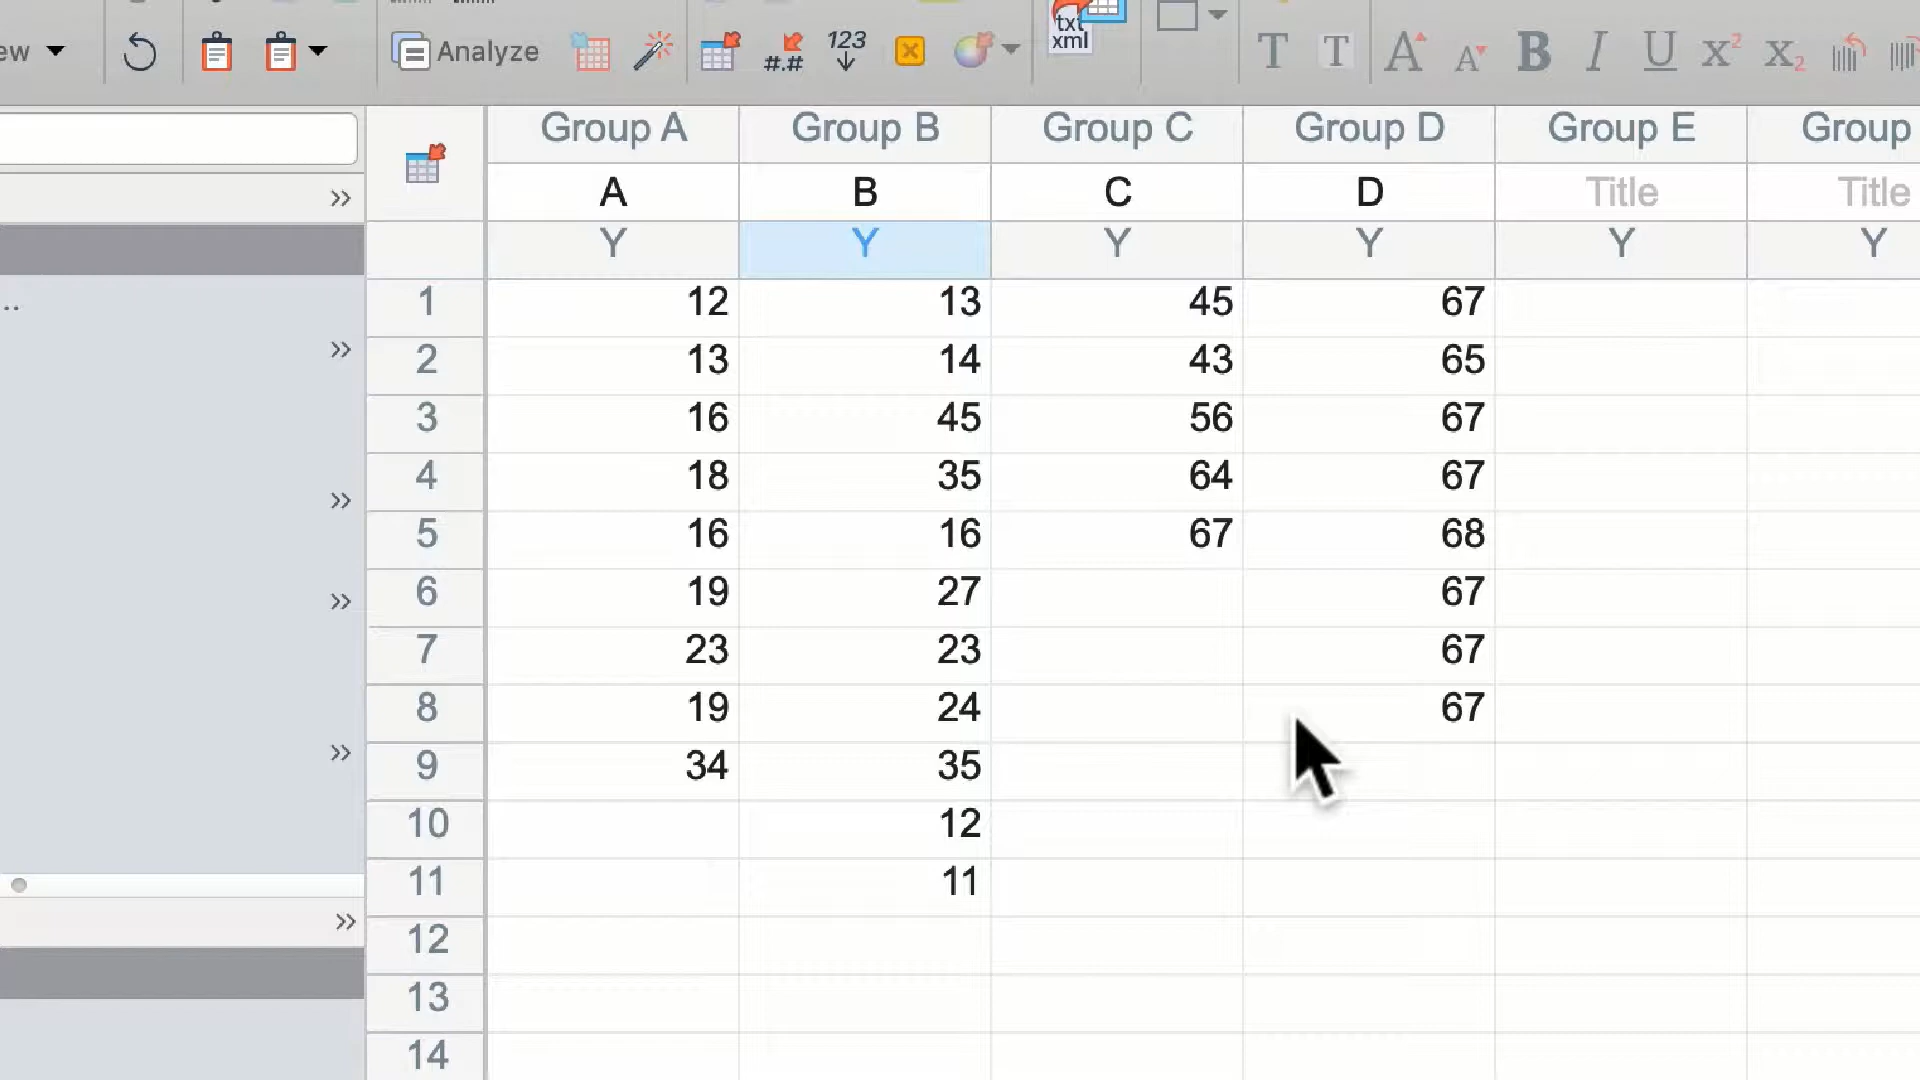 ew
Analyze
#.#
123
txt
xml
T T A A B I U X² X₂
Group A Group B Group C Group D Group E Group
A B C D Title Title
Y Y Y Y Y Y
1 12 13 45 67
2 13 14 43 65
3 16 45 56 67
4 18 35 64 67
5 16 16 67 68
6 19 27 67
7 23 23 67
8 19 24 67
9 34 35
10 12
11 11
12
13
14